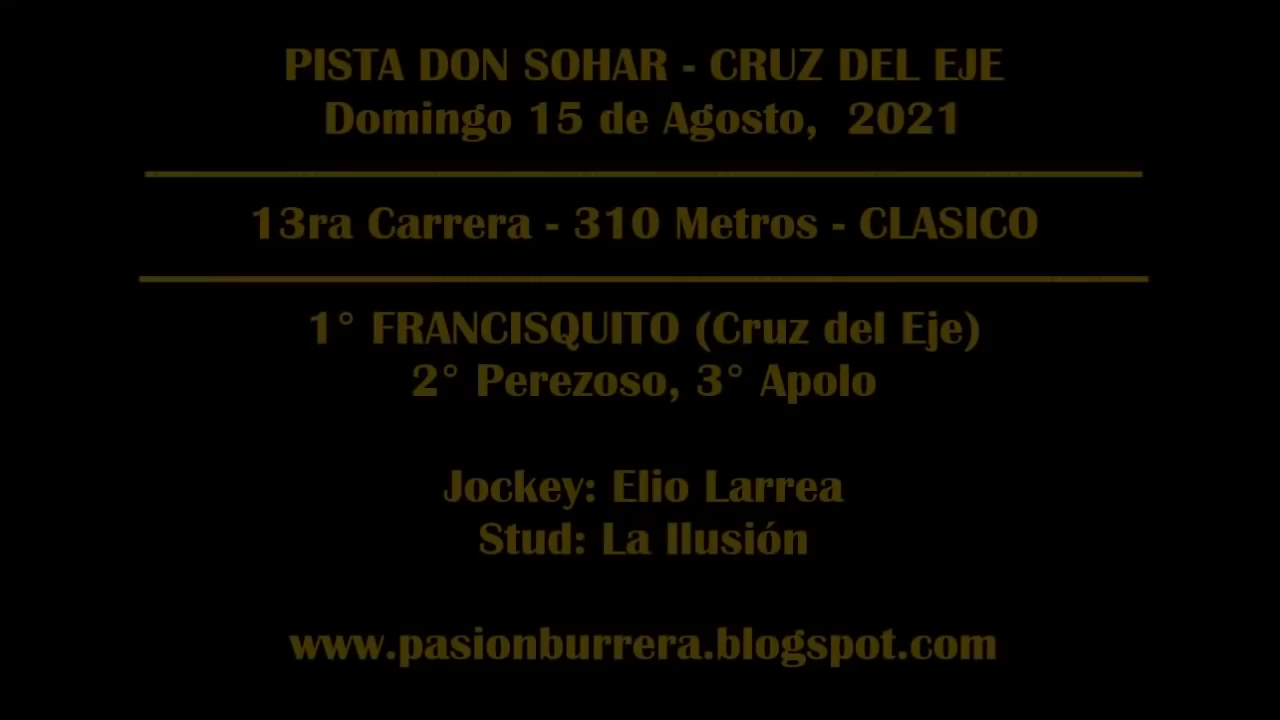 PISTA DON SOHAR - CRUZ DEL EJE
Domingo 15 de Agosto, 2021
13ra Carrera - 310 Metros - CLASICO
1° FRANCISQUITO (Cruz del Eje)
2° Perezoso, 3° Apolo
Jockey: Elio Larrea
Stud: La Ilusión
www.pasionburrera.blogspot.com